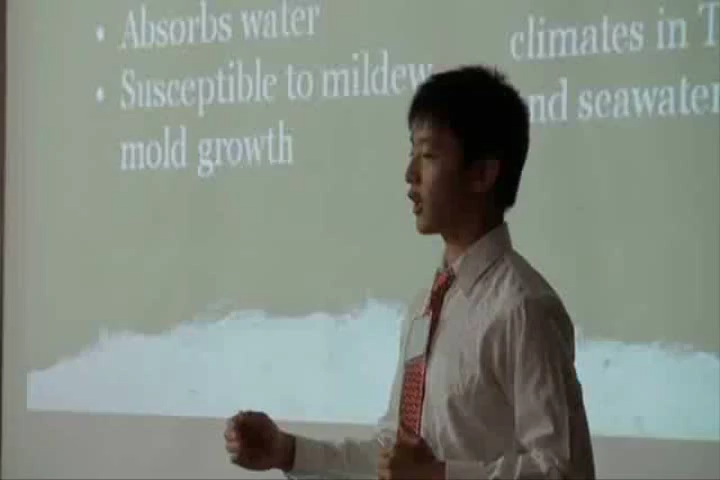 • Absorbs water
• Susceptible to mildew
mold growth
climates in T
nd seawater